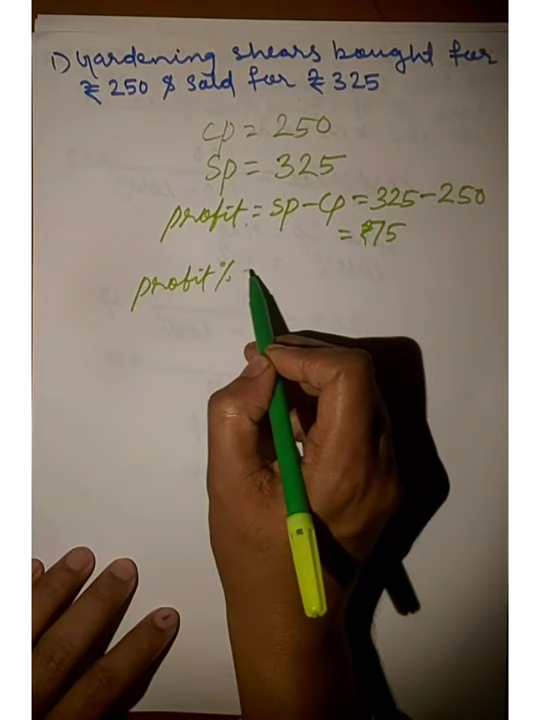 1) Gardening shears bought for
₹ 250 & Sold for ₹ 325
CP = 250
SP = 325
profit = SP - CP = 325 - 250
= ₹75
profit % -